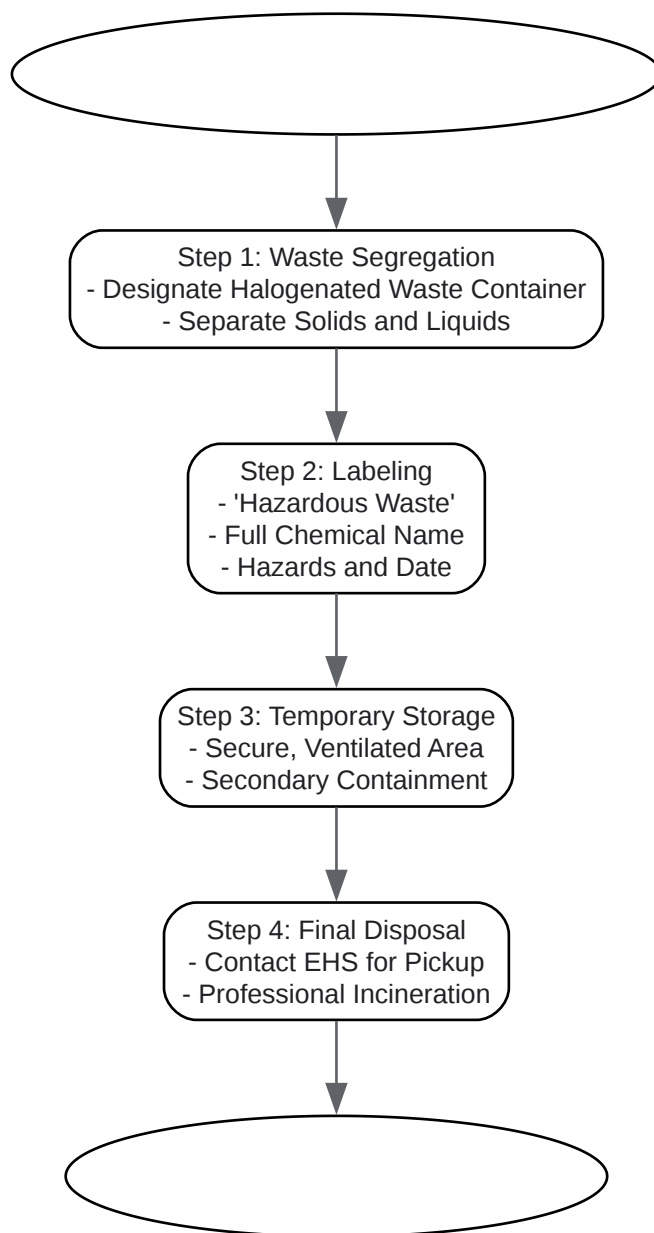 Step 1: Waste Segregation
- Designate Halogenated Waste Container
- Separate Solids and Liquids
Step 2: Labeling
- 'Hazardous Waste'
- Full Chemical Name
- Hazards and Date
Step 3: Temporary Storage
- Secure, Ventilated Area
- Secondary Containment
Step 4: Final Disposal
- Contact EHS for Pickup
- Professional Incineration